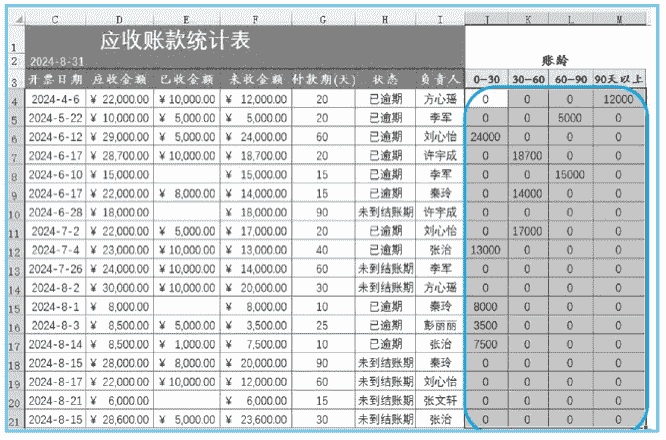 C D E F G H I J K L M
1 应收账款统计表
2 2024-8-31 账龄
3 开票日期 应收金额 已收金额 未收金额 付款期(天) 状态 负责人 0-30 30-60 60-90 90天以上
4 2024-4-6 ¥ 22,000.00 ¥10,000.00 ¥ 12,000.00 20 已逾期 方心瑶 0 0 0 12000
5 2024-5-22 ¥ 10,000.00 ¥ 5,000.00 ¥ 5,000.00 20 已逾期 李军 0 0 5000 0
6 2024-6-12 ¥ 29,000.00 ¥ 5,000.00 ¥ 24,000.00 60 已逾期 刘心怡 24000 0 0 0
7 2024-6-17 ¥ 28,700.00 ¥10,000.00 ¥ 18,700.00 20 已逾期 许宇成 0 18700 0 0
8 2024-6-10 ¥ 15,000.00 ¥ 15,000.00 15 已逾期 李军 0 0 15000 0
9 2024-6-17 ¥ 22,000.00 ¥ 8,000.00 ¥ 14,000.00 15 已逾期 秦玲 0 14000 0 0
10 2024-6-28 ¥ 18,000.00 ¥ 18,000.00 90 未到结账期 许宇成 0 0 0 0
11 2024-7-2 ¥ 22,000.00 ¥ 5,000.00 ¥ 17,000.00 20 已逾期 刘心怡 0 17000 0 0
12 2024-7-4 ¥ 23,000.00 ¥10,000.00 ¥ 13,000.00 40 已逾期 张治 13000 0 0 0
13 2024-7-26 ¥ 24,000.00 ¥10,000.00 ¥ 14,000.00 60 未到结账期 李军 0 0 0 0
14 2024-8-2 ¥ 30,000.00 ¥10,000.00 ¥ 20,000.00 30 未到结账期 方心瑶 0 0 0 0
15 2024-8-1 ¥ 8,000.00 ¥ 8,000.00 10 已逾期 秦玲 8000 0 0 0
16 2024-8-3 ¥ 8,500.00 ¥ 5,000.00 ¥ 3,500.00 25 已逾期 彭丽丽 3500 0 0 0
17 2024-8-14 ¥ 8,500.00 ¥ 1,000.00 ¥ 7,500.00 10 已逾期 张治 7500 0 0 0
18 2024-8-15 ¥ 28,000.00 ¥ 8,000.00 ¥ 20,000.00 90 未到结账期 秦玲 0 0 0 0
19 2024-8-17 ¥ 22,000.00 ¥10,000.00 ¥ 12,000.00 60 未到结账期 刘心怡 0 0 0 0
20 2024-8-21 ¥ 6,000.00 ¥ 6,000.00 15 未到结账期 张文轩 0 0 0 0
21 2024-8-15 ¥ 28,600.00 ¥ 5,000.00 ¥ 23,600.00 30 未到结账期 张治 0 0 0 0